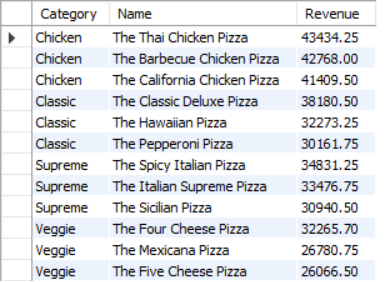 Category Name Revenue
Chicken The Thai Chicken Pizza 43434.25
Chicken The Barbecue Chicken Pizza 42768.00
Chicken The California Chicken Pizza 41409.50
Classic The Classic Deluxe Pizza 38180.50
Classic The Hawaiian Pizza 32273.25
Classic The Pepperoni Pizza 30161.75
Supreme The Spicy Italian Pizza 34831.25
Supreme The Italian Supreme Pizza 33476.75
Supreme The Sicilian Pizza 30940.50
Veggie The Four Cheese Pizza 32265.70
Veggie The Mexicana Pizza 26780.75
Veggie The Five Cheese Pizza 26066.50